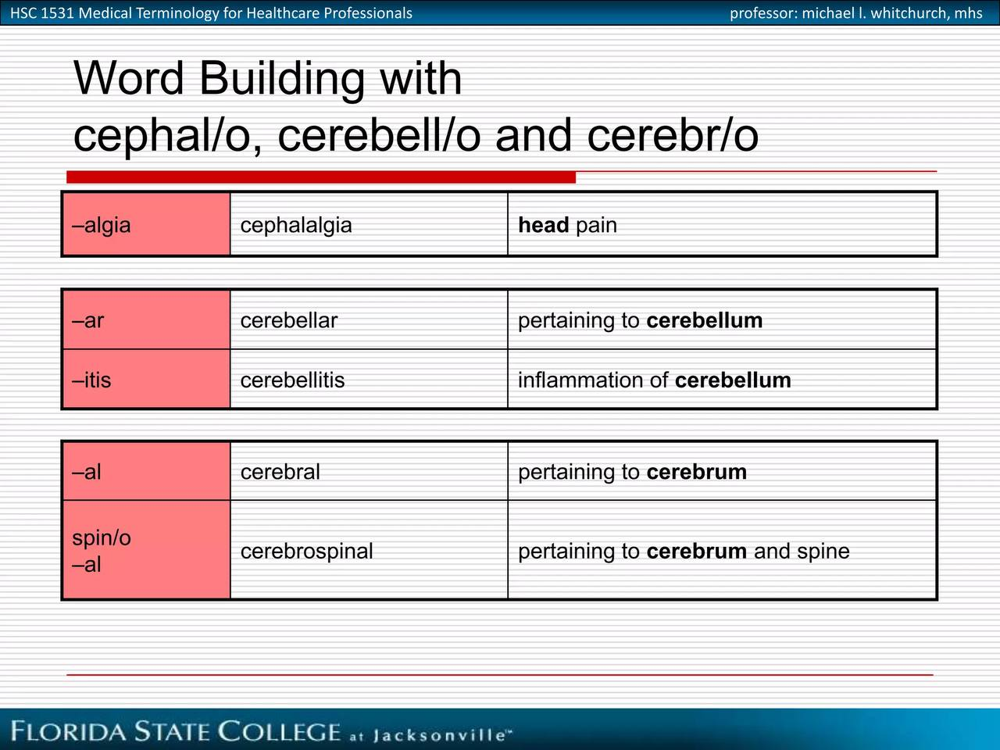 HSC 1531 Medical Terminology for Healthcare Professionals professor: michael l. whitchurch, mhs
Word Building with
cephal/o, cerebell/o and cerebr/o
–algia cephalalgia head pain
–ar cerebellar pertaining to cerebellum
–itis cerebellitis inflammation of cerebellum
–al cerebral pertaining to cerebrum
spin/o
–al cerebrospinal pertaining to cerebrum and spine
FLORIDA STATE COLLEGE at Jacksonville™